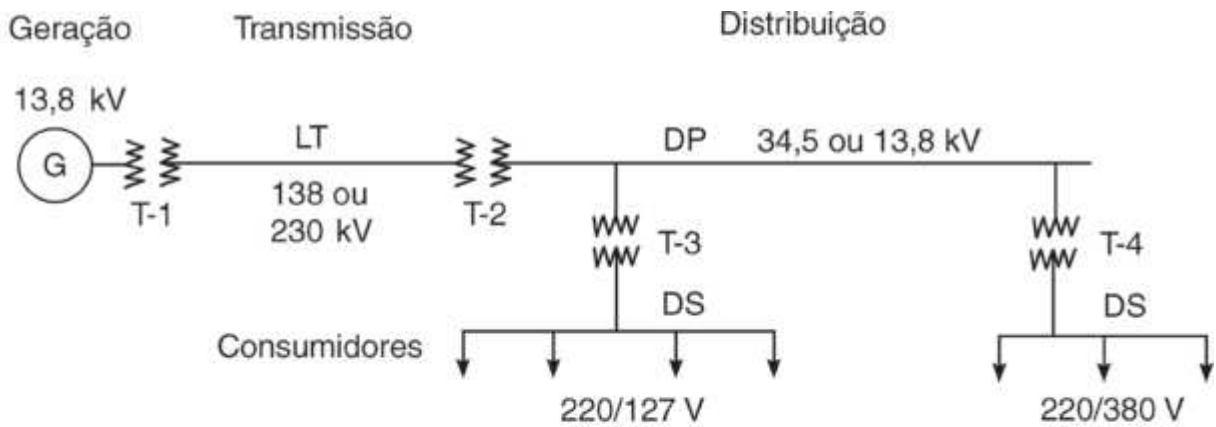 Geração Transmissão Distribuição
13,8 kV
G
LT DP 34,5 ou 13,8 kV
T-1
138 ou
230 kV
T-2
T-3 T-4
DS DS
Consumidores
220/127 V 220/380 V